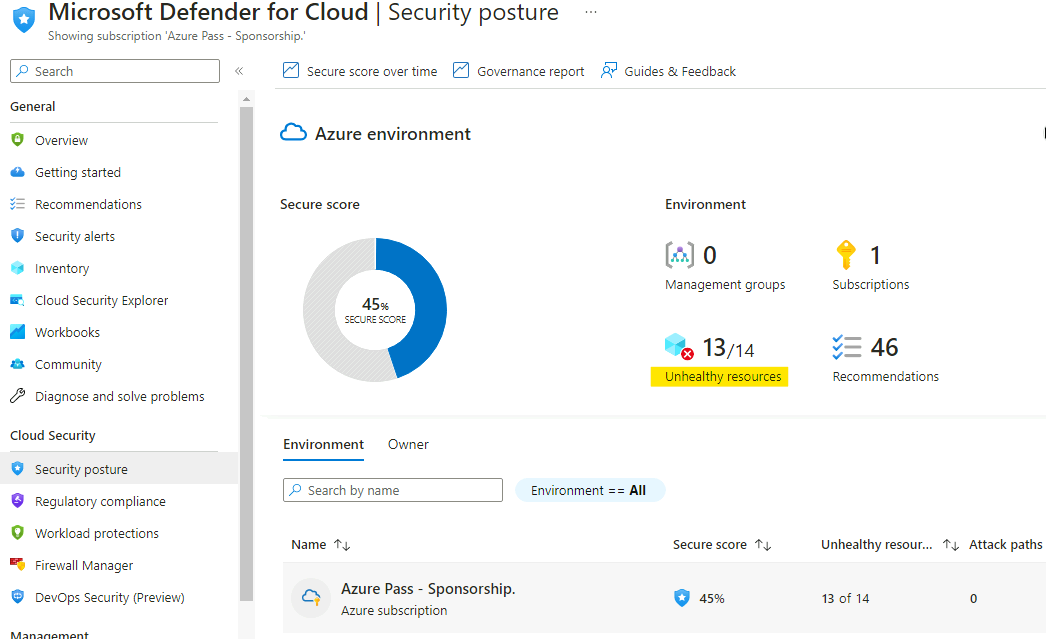 Microsoft Defender for Cloud | Security posture ...
Showing subscription 'Azure Pass - Sponsorship.'
Search
«
General
Overview
Getting started
Recommendations
Security alerts
Inventory
Cloud Security Explorer
Workbooks
Community
Diagnose and solve problems
Cloud Security
Security posture
Regulatory compliance
Workload protections
Firewall Manager
DevOps Security (Preview)
Management
Secure score over time Governance report Guides & Feedback
Azure environment
Secure score
45%
SECURE SCORE
Environment
0
Management groups
1
Subscriptions
13/14
Unhealthy resources
46
Recommendations
Environment Owner
Search by name Environment == All
Name ↑↓ Secure score ↑↓ Unhealthy resour... ↑↓ Attack paths
Azure Pass - Sponsorship. 45% 13 of 14 0
Azure subscription